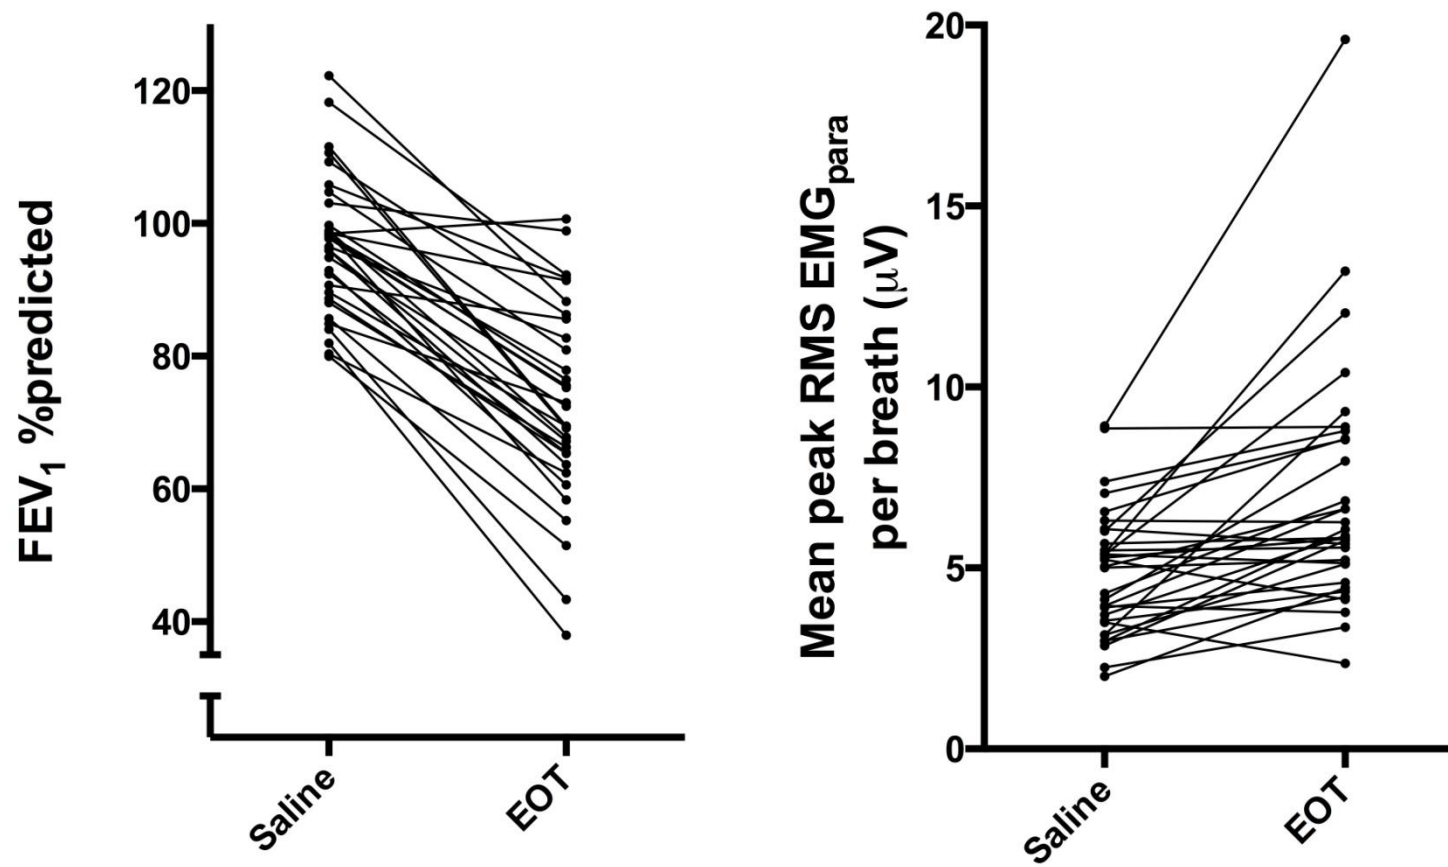 FEV₁ %predicted
120
100
80
60
40
Saline
EOT
Mean peak RMS EMGpara
per breath (μV)
20
15
10
5
0
Saline
EOT